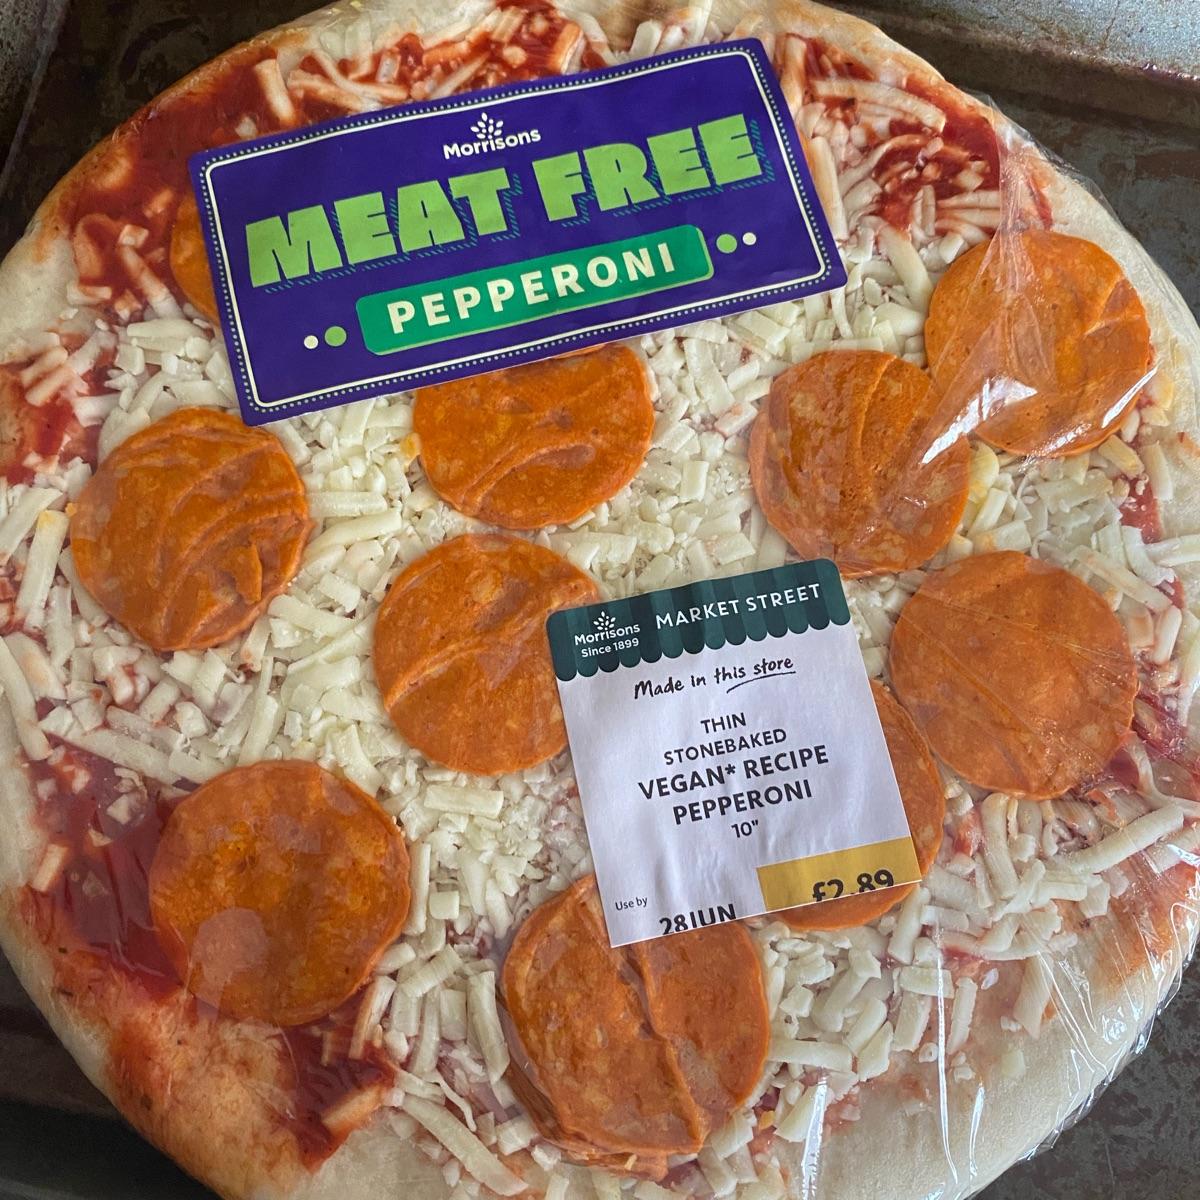 Morrisons
MEAT FREE
PEPPERONI
Morrisons
Since 1899
MARKET STREET
Made in this store
THIN
STONEBAKED
VEGAN* RECIPE
PEPPERONI
10"
£2.89
Use by
28JUN